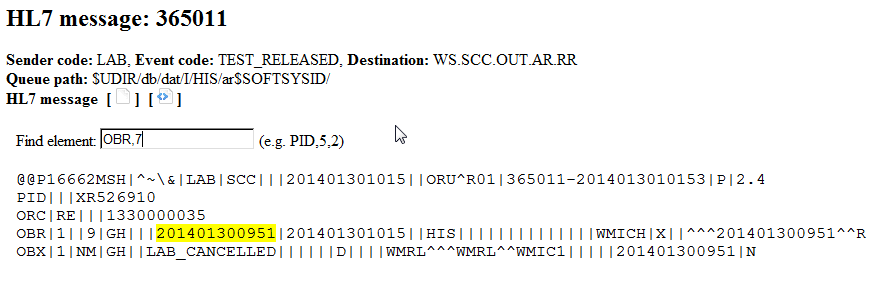 HL7 message: 365011
Sender code: LAB, Event code: TEST_RELEASED, Destination: WS.SCC.OUT.AR.RR
Queue path: $UDIR/db/dat/I/HIS/ar$SOFTSYSID/
HL7 message [ ] [ <> ]
Find element: OBR,7 (e.g. PID,5,2)
@@P16662MSH|^~\&|LAB|SCC|||201401301015||ORU^R01|365011-2014013010153|P|2.4
PID|||XR526910
ORC|RE|||1330000035
OBR|1||9|GH|||201401300951|201401301015||HIS||||||||||||||WMICH|X||^^^201401300951^^R
OBX|1|NM|GH||LAB_CANCELLED||||||D||||WMRL^^^WMRL^^WMIC1|||||201401300951|N